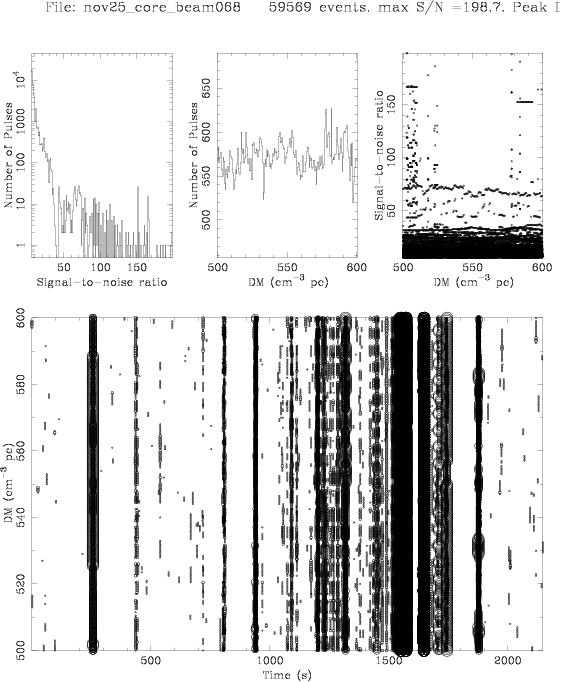 File: nov25_core_beam068 59569 events. max S/N =198.7. Peak
Number of Pulses
1 10 100 1000 10⁴
50 100 150
Signal-to-noise ratio
Number of Pulses
500 550 600 650
500 550 600
DM (cm⁻³ pc)
Signal-to-noise ratio
50 100 150
500 550 600
DM (cm⁻³ pc)
DM (cm⁻³ pc)
500 520 540 560 580 600
500 1000 1500 2000
Time (s)